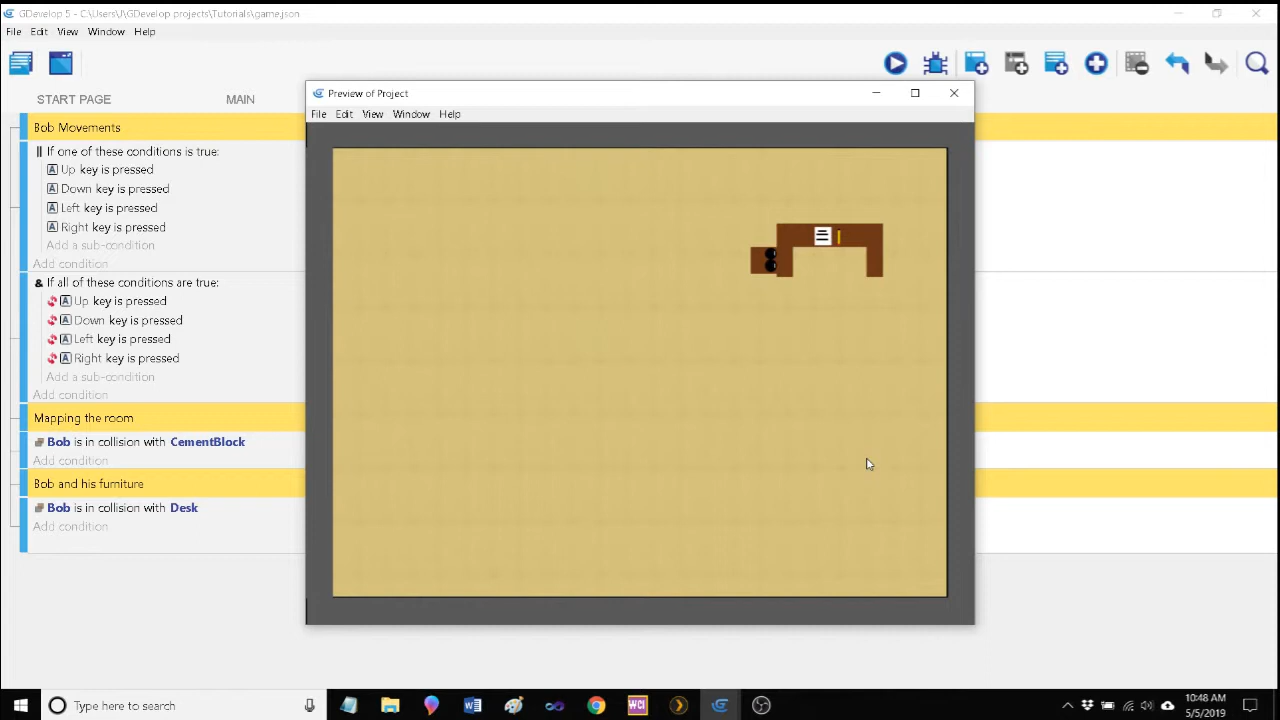 GDevelop 5 - C:\Users\J\GDevelop projects\Tutorials\game.json
File Edit View Window Help
START PAGE MAIN
Preview of Project
File Edit View Window Help
Bob Movements
If one of these conditions is true:
Up key is pressed
Down key is pressed
Left key is pressed
Right key is pressed
Add a sub-condition
Add condition
& If all of these conditions are true:
Up key is pressed
Down key is pressed
Left key is pressed
Right key is pressed
Add a sub-condition
Add condition
Mapping the room
Bob is in collision with CementBlock
Add condition
Bob and his furniture
Bob is in collision with Desk
Add condition
Type here to search
WCI
10:48 AM
5/5/2019